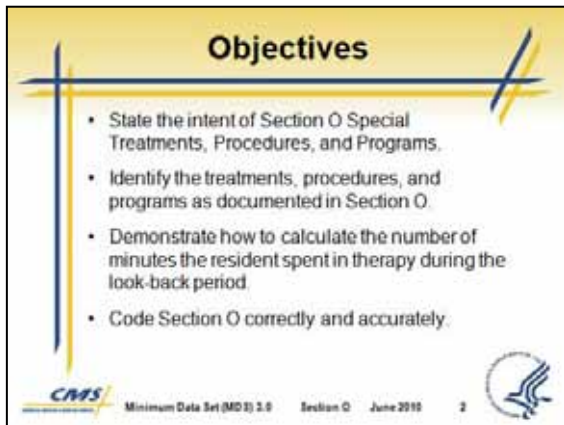 Objectives
• State the intent of Section O Special
Treatments, Procedures, and Programs.
• Identify the treatments, procedures, and
programs as documented in Section O.
• Demonstrate how to calculate the number of
minutes the resident spent in therapy during the
look-back period.
• Code Section O correctly and accurately.
CMS
Minimum Data Set (MDS) 3.0 Section O June 2010 2